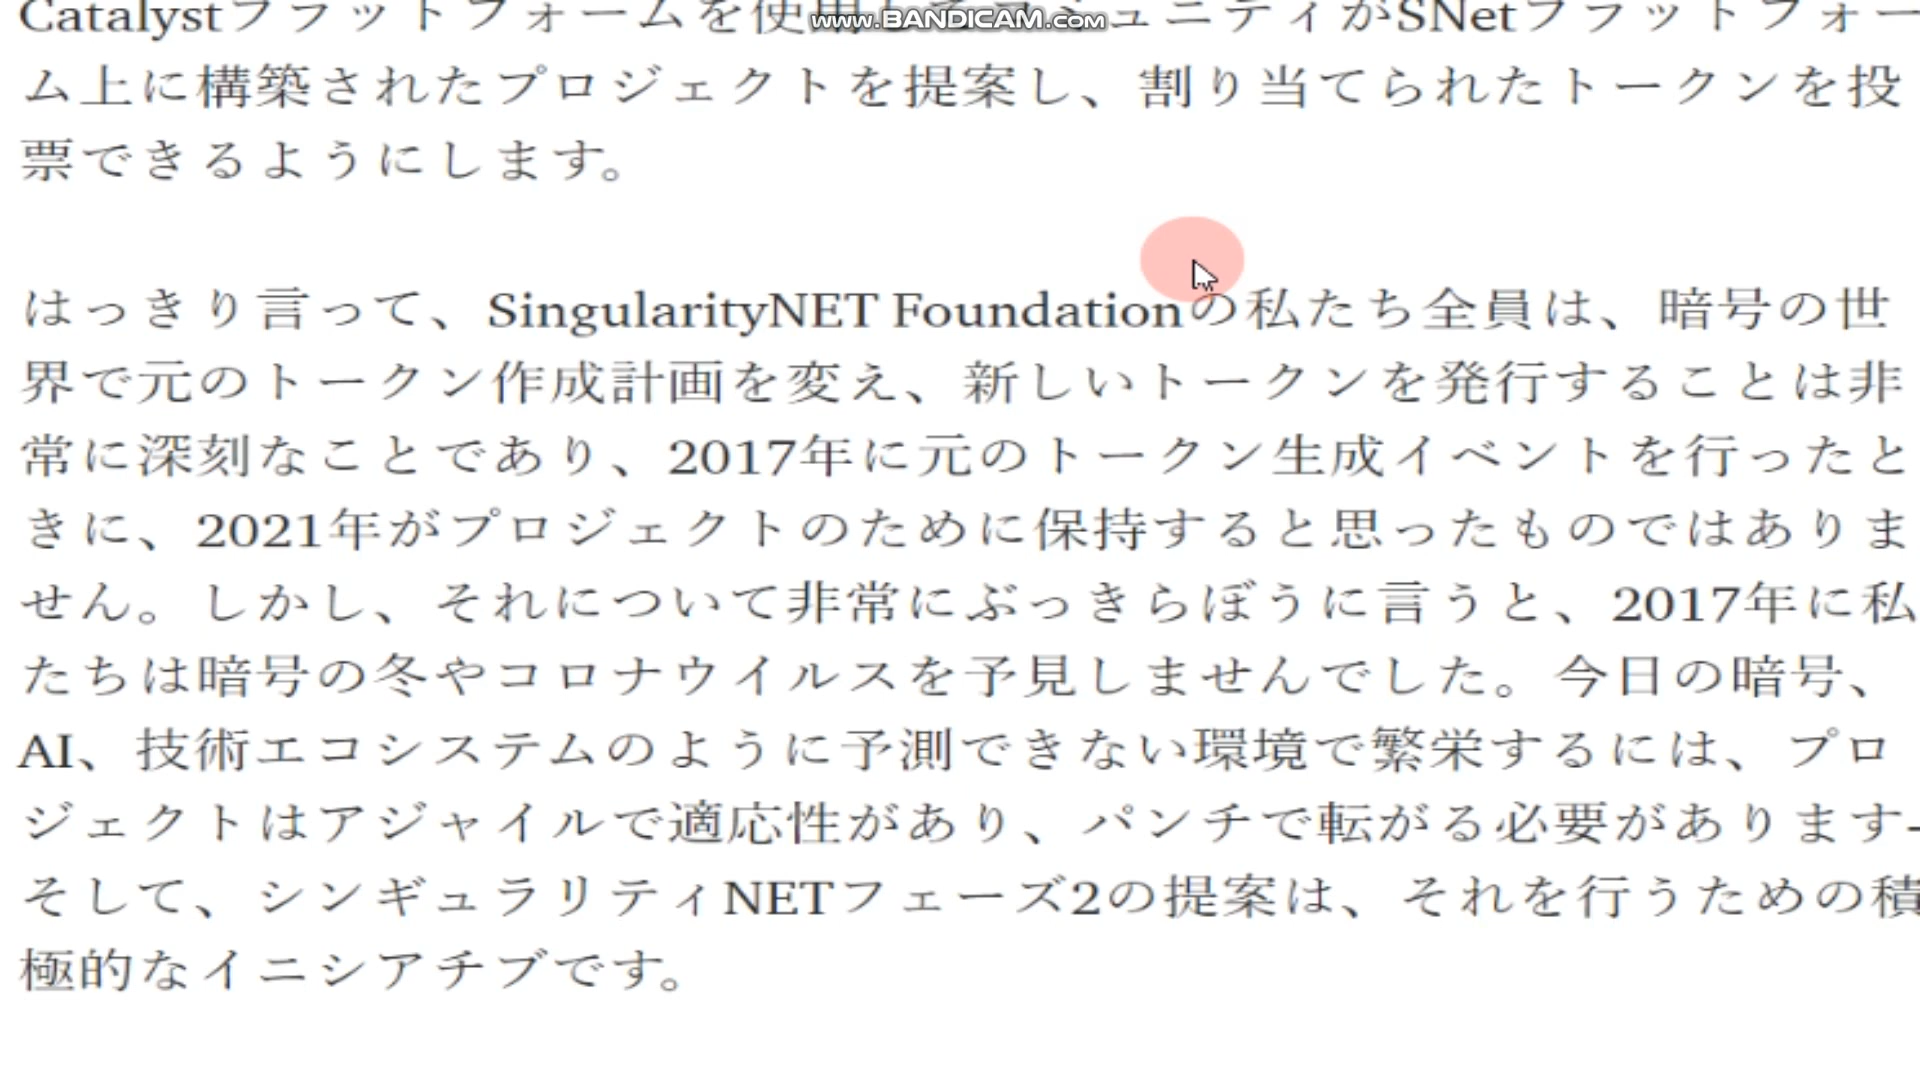 www.BANDICAM.com
Catalystプラットフォームを使用してコミュニティがSNetプラットフォー
ム上に構築されたプロジェクトを提案し、割り当てられたトークンを投
票できるようにします。
はっきり言って、SingularityNET Foundationの私たち全員は、暗号の世
界で元のトークン作成計画を変え、新しいトークンを発行することは非
常に深刻なことであり、2017年に元のトークン生成イベントを行ったと
きに、2021年がプロジェクトのために保持すると思ったものではありま
せん。しかし、それについて非常にぶっきらぼうに言うと、2017年に私
たちは暗号の冬やコロナウイルスを予見しませんでした。今日の暗号、
AI、技術エコシステムのように予測できない環境で繁栄するには、プロ
ジェクトはアジャイルで適応性があり、パンチで転がる必要があります-
そして、シンギュラリティNETフェーズ2の提案は、それを行うための積
極的なイニシアチブです。